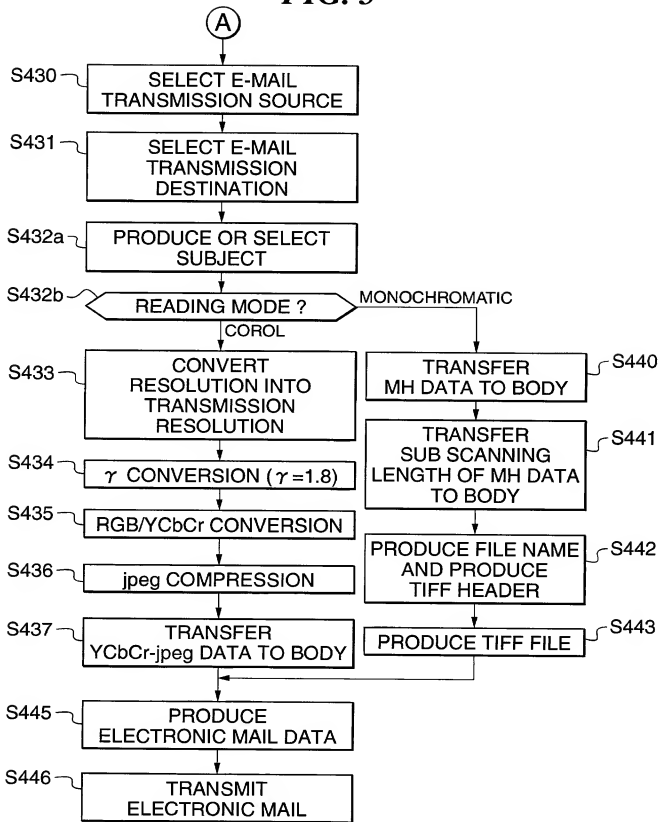 A
S430
SELECT E-MAIL
TRANSMISSION SOURCE
S431
SELECT E-MAIL
TRANSMISSION
DESTINATION
S432a
PRODUCE OR SELECT
SUBJECT
S432b
READING MODE ?
MONOCHROMATIC
COROL
S433
CONVERT
RESOLUTION INTO
TRANSMISSION
RESOLUTION
S434
γ CONVERSION (γ=1.8)
S435
RGB/YCbCr CONVERSION
S436
jpeg COMPRESSION
S437
TRANSFER
YCbCr-jpeg DATA TO BODY
TRANSFER
MH DATA TO BODY
S440
TRANSFER
SUB SCANNING
LENGTH OF MH DATA
TO BODY
S441
PRODUCE FILE NAME
AND PRODUCE
TIFF HEADER
S442
PRODUCE TIFF FILE
S443
S445
PRODUCE
ELECTRONIC MAIL DATA
S446
TRANSMIT
ELECTRONIC MAIL